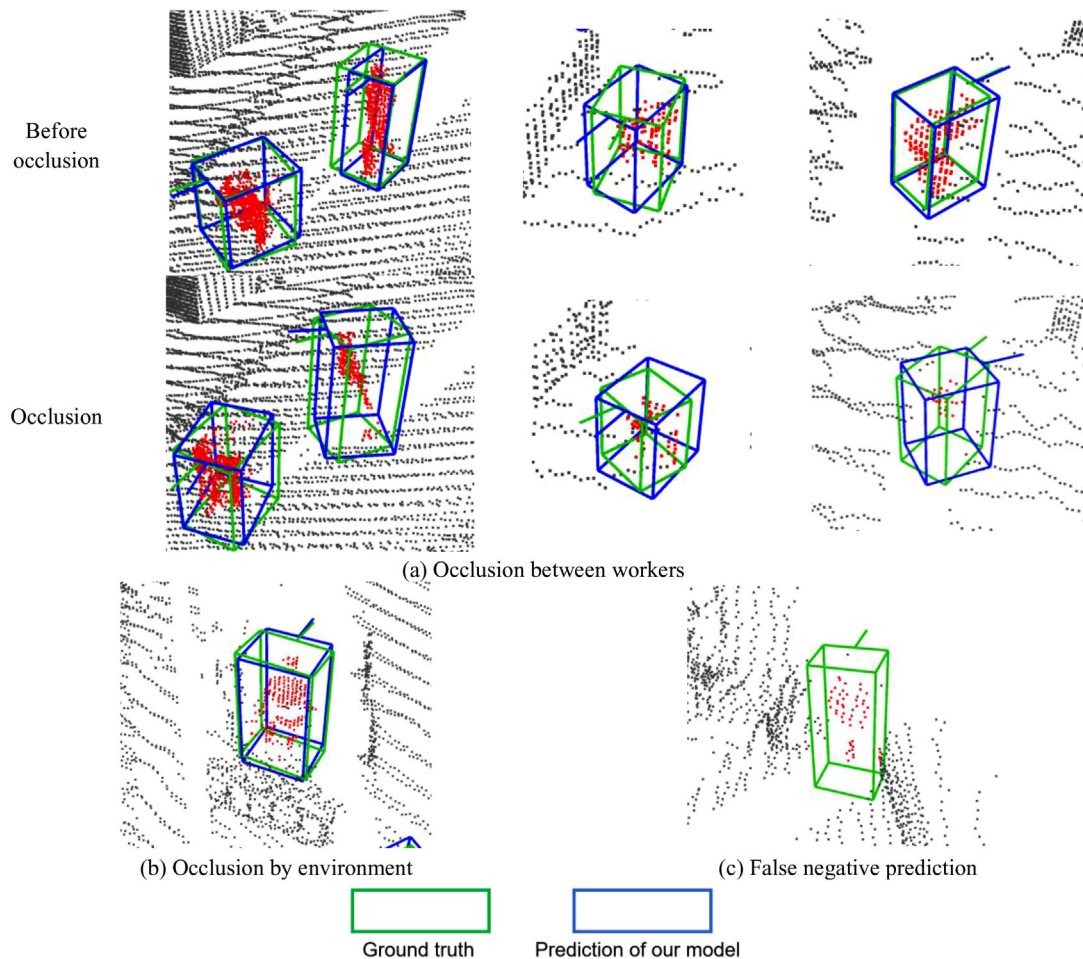 Before
occlusion
Occlusion
(a) Occlusion between workers
(b) Occlusion by environment
(c) False negative prediction
Ground truth
Prediction of our model